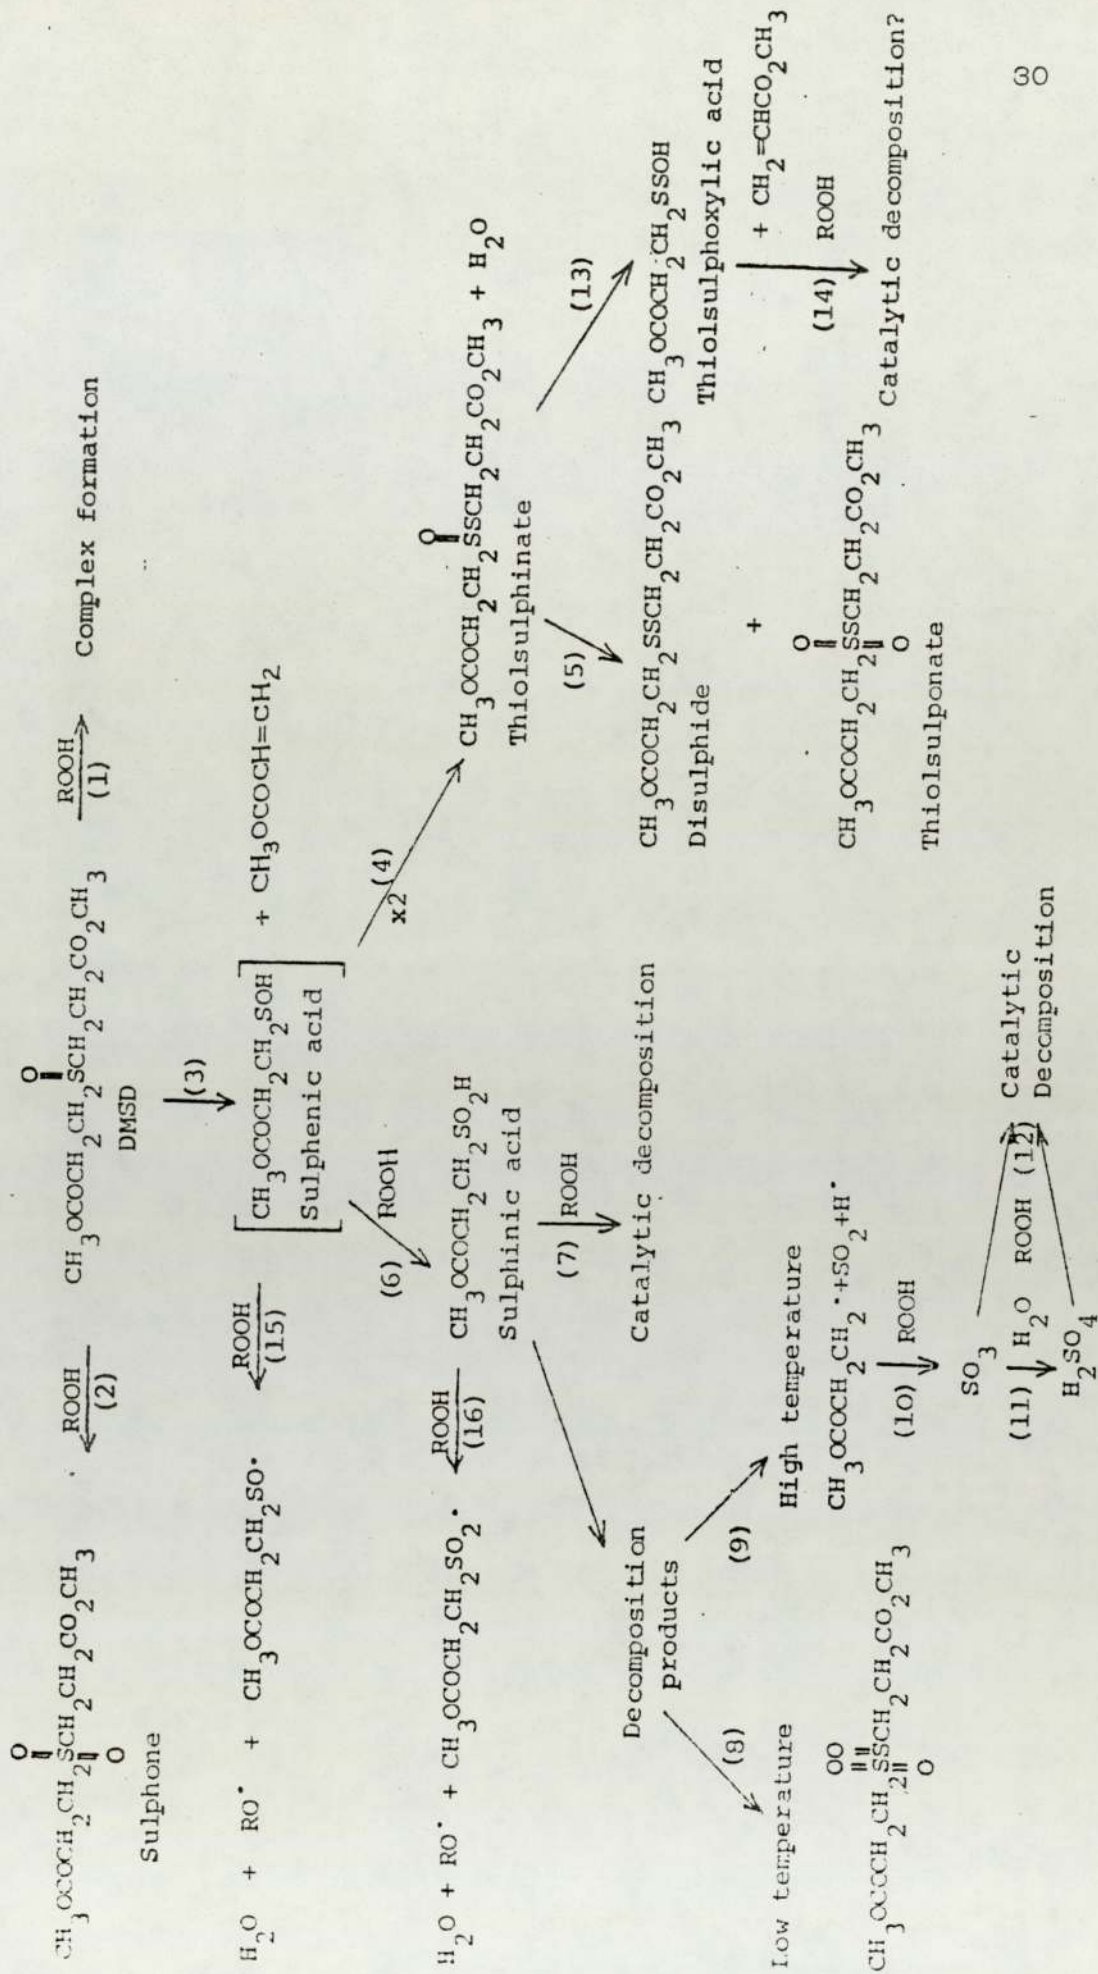 30
O
CH3OCOCH2CH2SCH2CH2CO2CH3
O
Sulphone
ROOH
(2)
O
CH3OCOCH2CH2SCH2CH2CO2CH3
DMSD
ROOH
(1)
Complex formation
(3)
H2O + RO· + CH3OCOCH2CH2SO·
ROOH
(15)
[CH3OCOCH2CH2SOH]
Sulphenic acid
+ CH3OCOCH=CH2
(6)
ROOH
x2 (4)
H2O + RO· + CH3OCOCH2CH2SO2·
ROOH
(16)
CH3OCOCH2CH2SO2H
Sulphinic acid
O
CH3OCOCH2CH2SSCH2CH2CO2CH3 + H2O
Thiolsulphinate
(7) ROOH
(5)
(13)
Decomposition
products
Catalytic decomposition
CH3OCOCH2CH2SSCH2CH2CO2CH3
Disulphide
CH3OCOCH2CH2SSOH
Thiolsulphoxylic acid
+
+ CH2=CHCO2CH3
(8)
(9)
(14) ROOH
Low temperature
High temperature
OO
CH3OCOCH2CH2SSCH2CH2CO2CH3
O
CH3OCOCH2CH2·+SO2+H·
O
CH3OCOCH2CH2SSCH2CH2CO2CH3
O
Thiolsulponate
Catalytic decomposition?
(10) ROOH
SO3
(11) H2O ROOH (12)
H2SO4
Catalytic
Decomposition